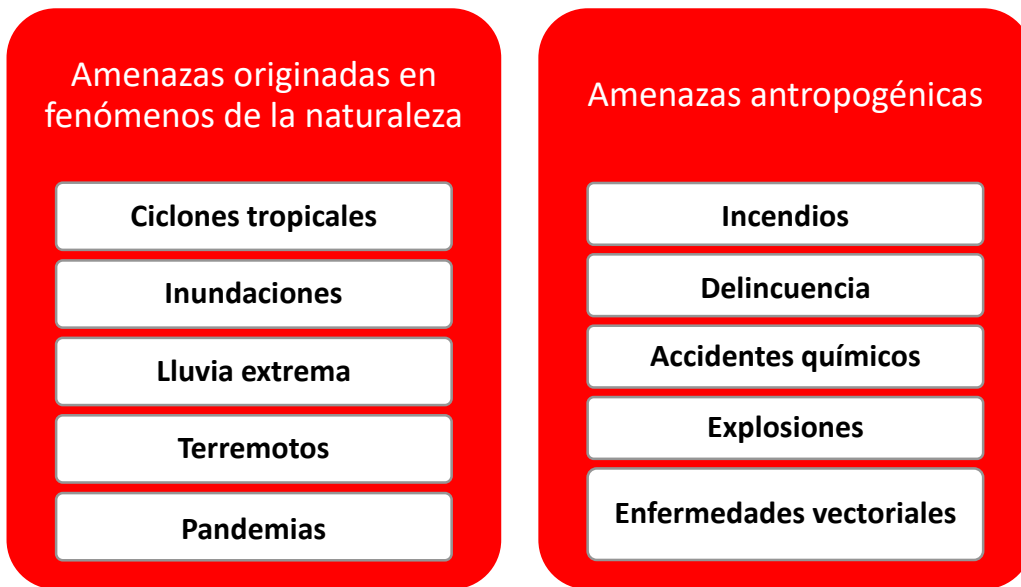 Amenazas originadas en
fenómenos de la naturaleza
Ciclones tropicales
Inundaciones
Lluvia extrema
Terremotos
Pandemias
Amenazas antropogénicas
Incendios
Delincuencia
Accidentes químicos
Explosiones
Enfermedades vectoriales